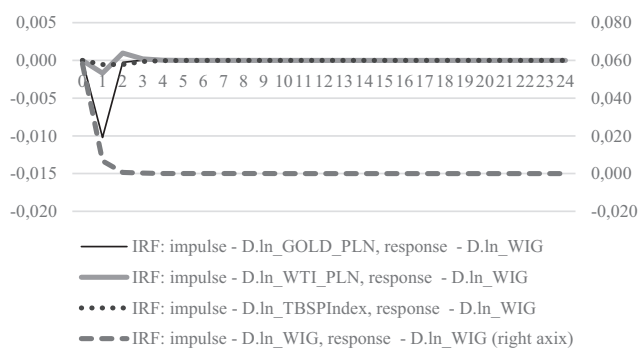 0,005 0,080
0,000 0,060
0 1 2 3 4 5 6 7 8 9 10 11 12 13 14 15 16 17 18 19 20 21 22 23 24
-0,005 0,040
-0,010 0,020
-0,015 0,000
-0,020 -0,020
IRF: impulse - D.ln_GOLD_PLN, response - D.ln_WIG
IRF: impulse - D.ln_WTI_PLN, response - D.ln_WIG
IRF: impulse - D.ln_TBSPIndex, response - D.ln_WIG
IRF: impulse - D.ln_WIG, response - D.ln_WIG (right axix)